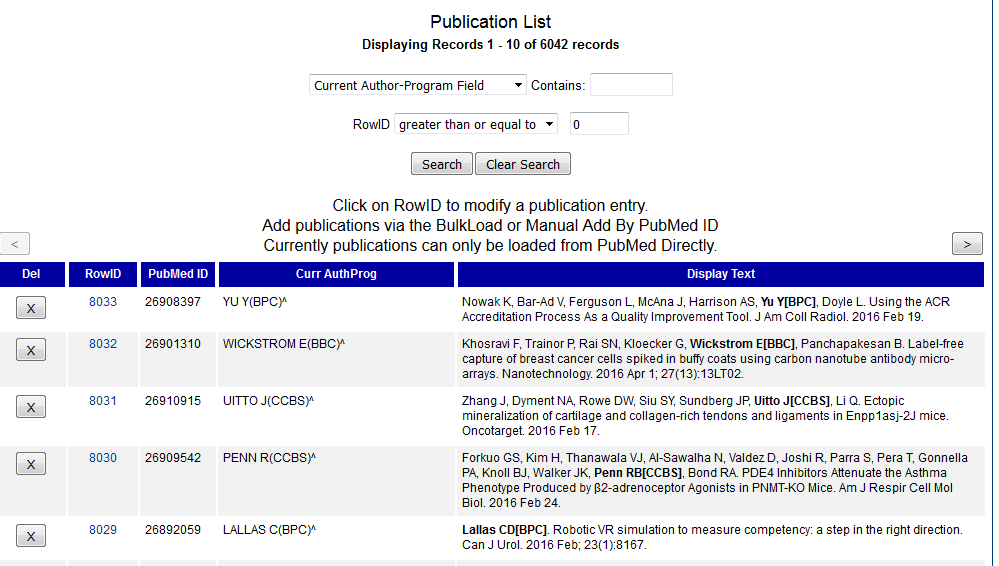 Publication List
Displaying Records 1 - 10 of 6042 records
Current Author-Program Field Contains:
RowID greater than or equal to 0
Search Clear Search
Click on RowID to modify a publication entry.
Add publications via the BulkLoad or Manual Add By PubMed ID
< Currently publications can only be loaded from PubMed Directly. >
Del RowID PubMed ID Curr AuthProg Display Text
X 8033 26908397 YU Y(BPC)^ Nowak K, Bar-Ad V, Ferguson L, McAna J, Harrison AS, Yu Y[BPC], Doyle L. Using the ACR
Accreditation Process As a Quality Improvement Tool. J Am Coll Radiol. 2016 Feb 19.
X 8032 26901310 WICKSTROM E(BBC)^ Khosravi F, Trainor P, Rai SN, Kloecker G, Wickstrom E[BBC], Panchapakesan B. Label-free
capture of breast cancer cells spiked in buffy coats using carbon nanotube antibody micro-
arrays. Nanotechnology. 2016 Apr 1; 27(13):13LT02.
X 8031 26910915 UITTO J(CCBS)^ Zhang J, Dyment NA, Rowe DW, Siu SY, Sundberg JP, Uitto J[CCBS], Li Q. Ectopic
mineralization of cartilage and collagen-rich tendons and ligaments in Enpp1asj-2J mice.
Oncotarget. 2016 Feb 17.
X 8030 26909542 PENN R(CCBS)^ Forkuo GS, Kim H, Thanawala VJ, Al-Sawalha N, Valdez D, Joshi R, Parra S, Pera T, Gonnella
PA, Knoll BJ, Walker JK, Penn RB[CCBS], Bond RA. PDE4 Inhibitors Attenuate the Asthma
Phenotype Produced by β2-adrenoceptor Agonists in PNMT-KO Mice. Am J Respir Cell Mol
Biol. 2016 Feb 24.
X 8029 26892059 LALLAS C(BPC)^ Lallas CD[BPC]. Robotic VR simulation to measure competency: a step in the right direction.
Can J Urol. 2016 Feb; 23(1):8167.